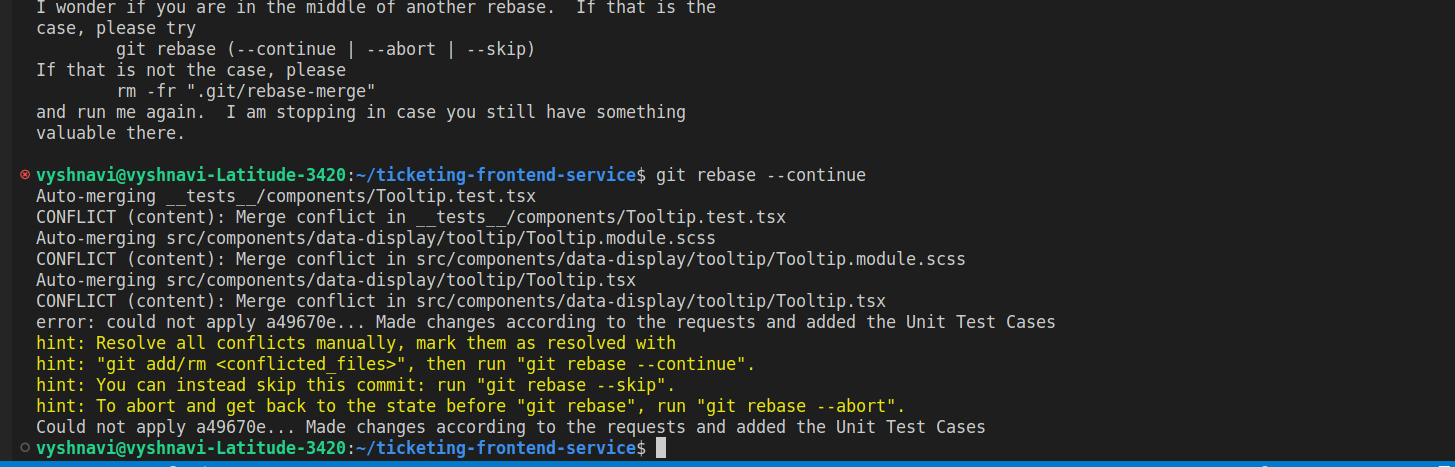 I wonder if you are in the middle of another rebase.  If that is the
case, please try
        git rebase (--continue | --abort | --skip)
If that is not the case, please
        rm -fr ".git/rebase-merge"
and run me again.  I am stopping in case you still have something
valuable there.

vyshnavi@vyshnavi-Latitude-3420:~/ticketing-frontend-service$ git rebase --continue
Auto-merging __tests__/components/Tooltip.test.tsx
CONFLICT (content): Merge conflict in __tests__/components/Tooltip.test.tsx
Auto-merging src/components/data-display/tooltip/Tooltip.module.scss
CONFLICT (content): Merge conflict in src/components/data-display/tooltip/Tooltip.module.scss
Auto-merging src/components/data-display/tooltip/Tooltip.tsx
CONFLICT (content): Merge conflict in src/components/data-display/tooltip/Tooltip.tsx
error: could not apply a49670e... Made changes according to the requests and added the Unit Test Cases
hint: Resolve all conflicts manually, mark them as resolved with
hint: "git add/rm <conflicted_files>", then run "git rebase --continue".
hint: You can instead skip this commit: run "git rebase --skip".
hint: To abort and get back to the state before "git rebase", run "git rebase --abort".
Could not apply a49670e... Made changes according to the requests and added the Unit Test Cases
vyshnavi@vyshnavi-Latitude-3420:~/ticketing-frontend-service$